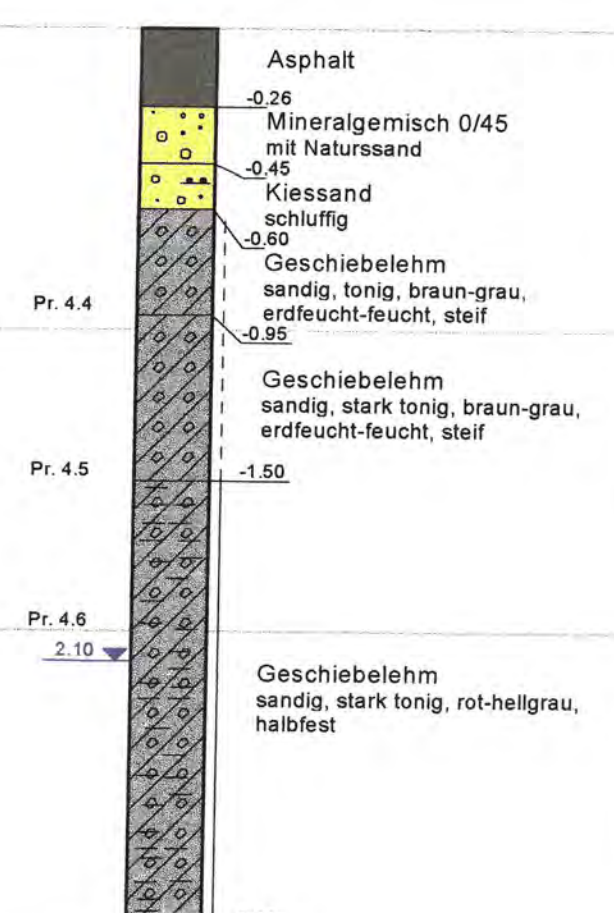 Asphalt
-0.26
Mineralgemisch 0/45
mit Naturssand
-0.45
Kiessand
schluffig
-0.60
Geschiebelehm
sandig, tonig, braun-grau,
erdfeucht-feucht, steif
Pr. 4.4
-0.95
Geschiebelehm
sandig, stark tonig, braun-grau,
erdfeucht-feucht, steif
Pr. 4.5
-1.50
Pr. 4.6
2.10
Geschiebelehm
sandig, stark tonig, rot-hellgrau,
halbfest